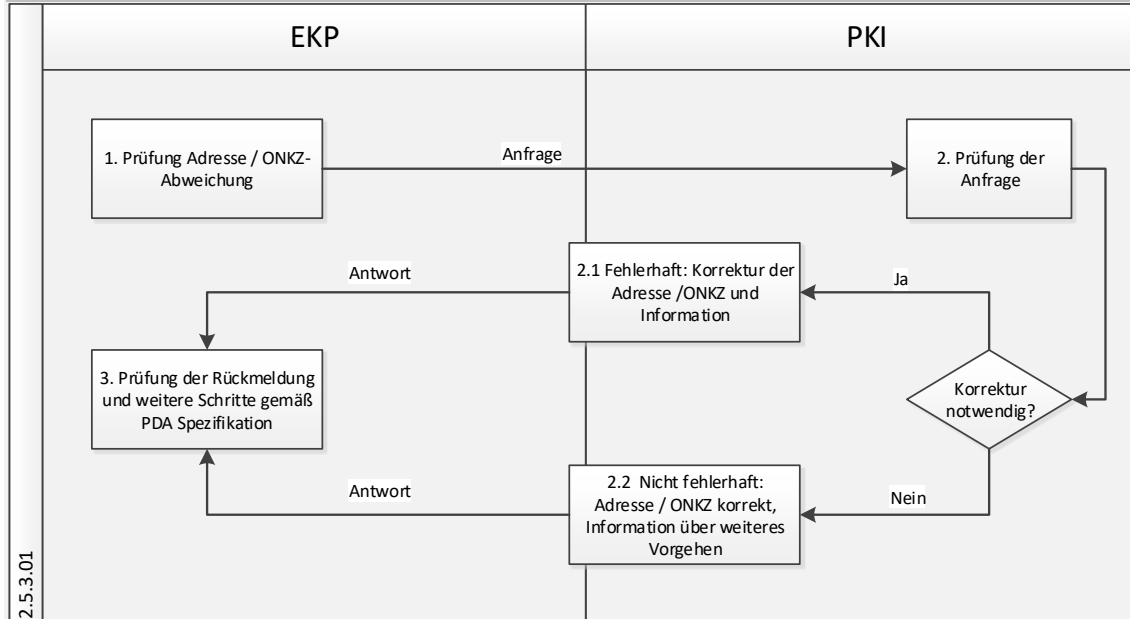 EKP
PKI
1. Prüfung Adresse / ONKZ-
Abweichung
Anfrage
2. Prüfung der
Anfrage
Antwort
2.1 Fehlerhaft: Korrektur der
Adresse /ONKZ und
Information
Ja
3. Prüfung der Rückmeldung
und weitere Schritte gemäß
PDA Spezifikation
Korrektur
notwendig?
Antwort
2.2 Nicht fehlerhaft:
Adresse / ONKZ korrekt,
Information über weiteres
Vorgehen
Nein
2.5.3.01